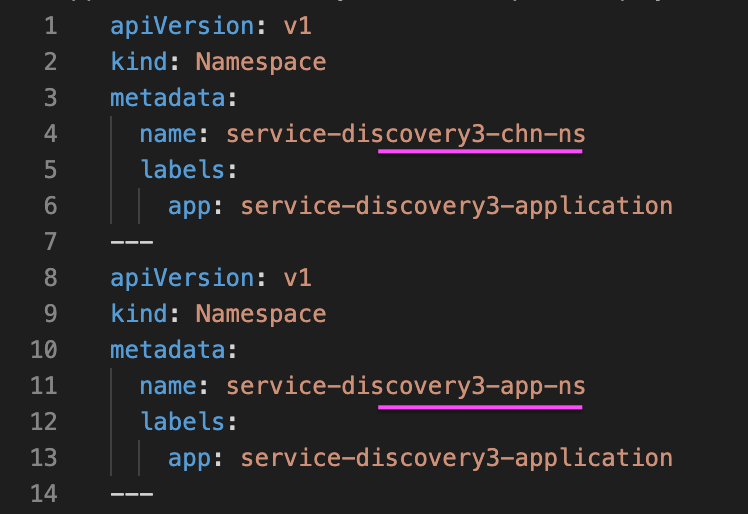 1 apiVersion: v1
2 kind: Namespace
3 metadata:
4   name: service-discovery3-chn-ns
5   labels:
6     app: service-discovery3-application
7 ---
8 apiVersion: v1
9 kind: Namespace
10 metadata:
11   name: service-discovery3-app-ns
12   labels:
13     app: service-discovery3-application
14 ---